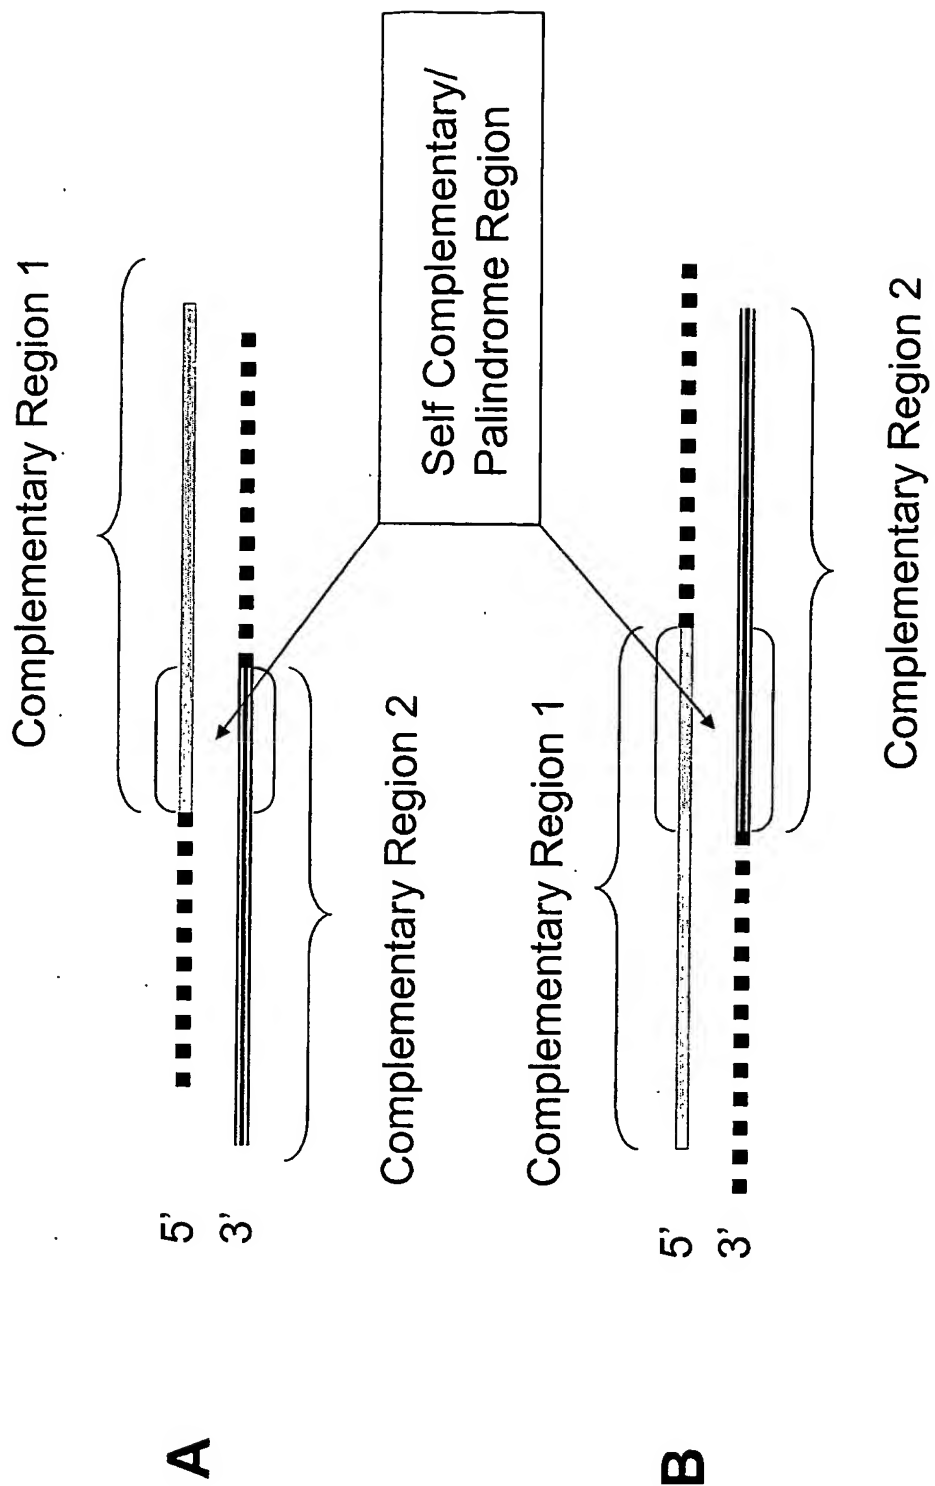 A
5'
3'
Complementary Region 1
Complementary Region 2
Self Complementary/
Palindrome Region
B
5'
3'
Complementary Region 1
Complementary Region 2